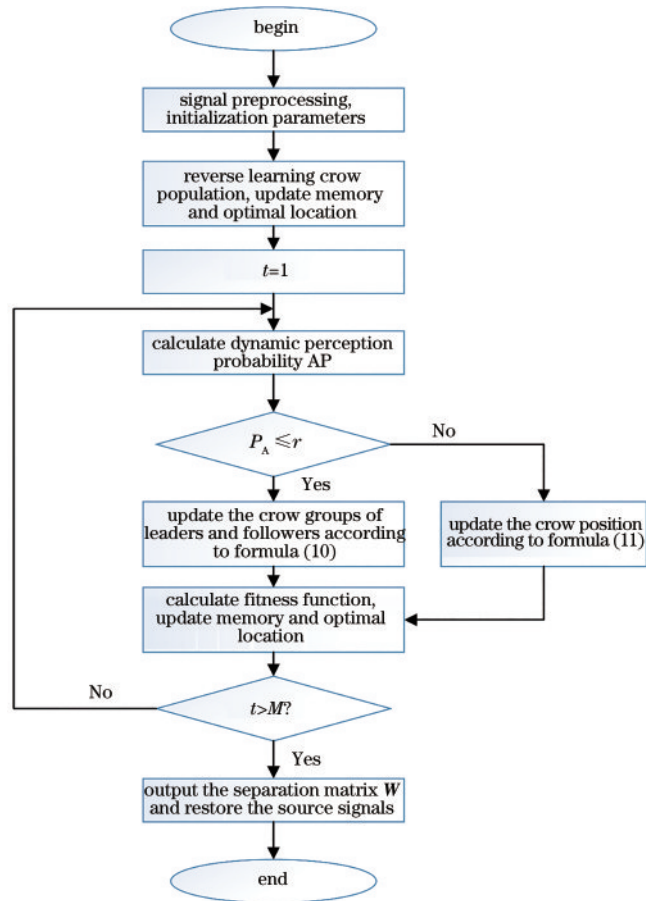 begin
signal preprocessing,
initialization parameters
reverse learning crow
population, update memory
and optimal location
t=1
calculate dynamic perception
probability AP
P_A ≤ r
No
Yes
update the crow groups of
leaders and followers according
to formula (10)
update the crow position
according to formula (11)
calculate fitness function,
update memory and optimal
location
No
t>M?
Yes
output the separation matrix W
and restore the source signals
end